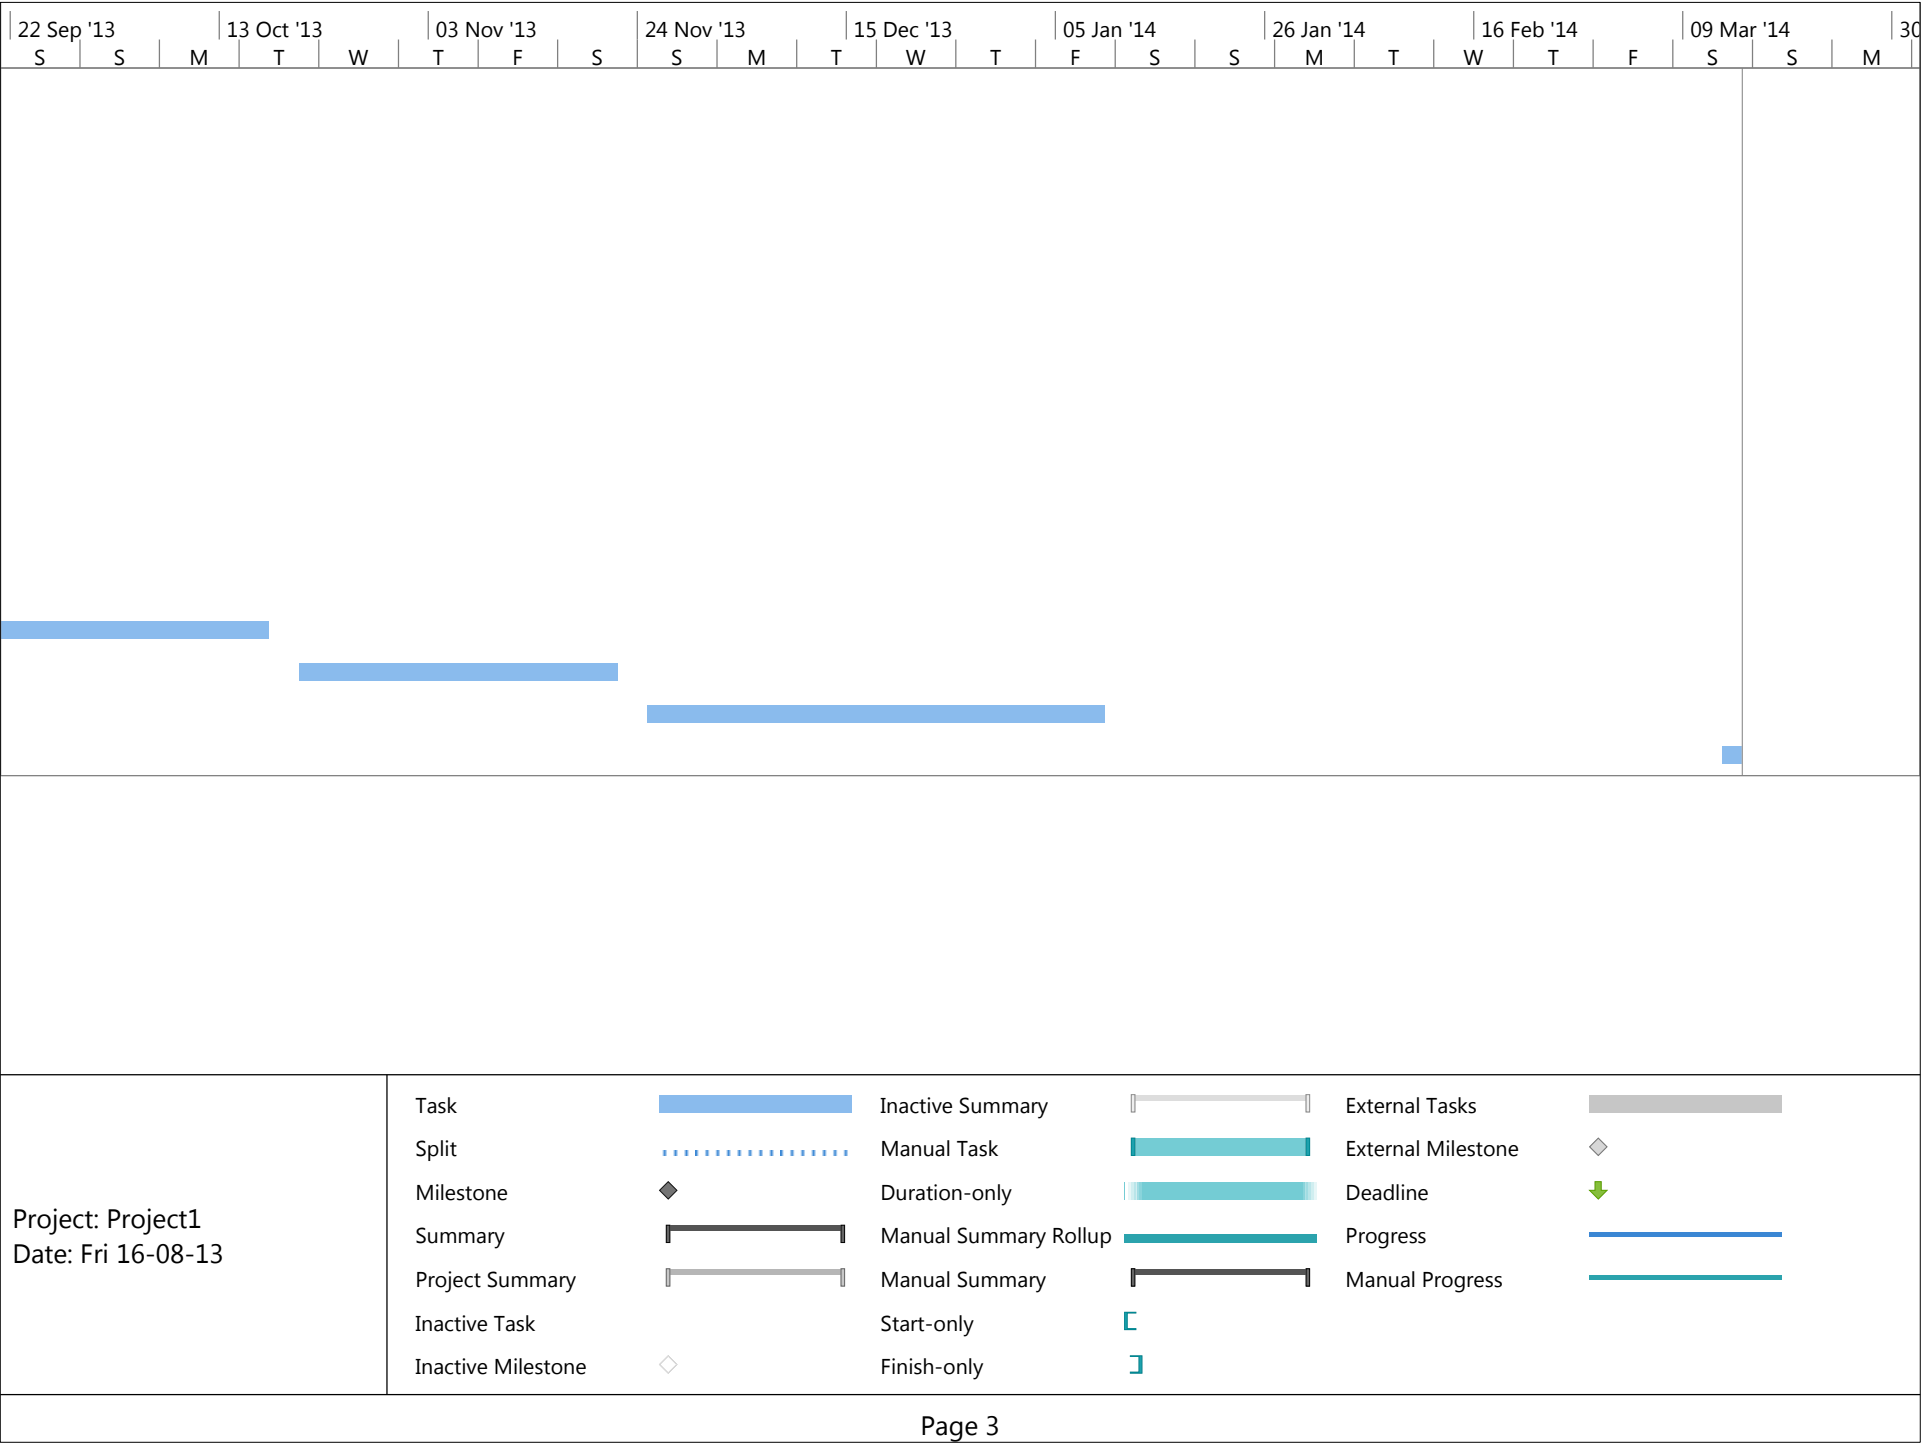 22 Sep '13 13 Oct '13 03 Nov '13 24 Nov '13 15 Dec '13 05 Jan '14 26 Jan '14 16 Feb '14 09 Mar '14 30
S S M T W T F S S M T W T F S S M T W T F S S M
Task Inactive Summary External Tasks
Split Manual Task External Milestone
Milestone Duration-only Deadline
Project: Project1
Summary Manual Summary Rollup Progress
Date: Fri 16-08-13
Project Summary Manual Summary Manual Progress
Inactive Task Start-only
Inactive Milestone Finish-only
Page 3